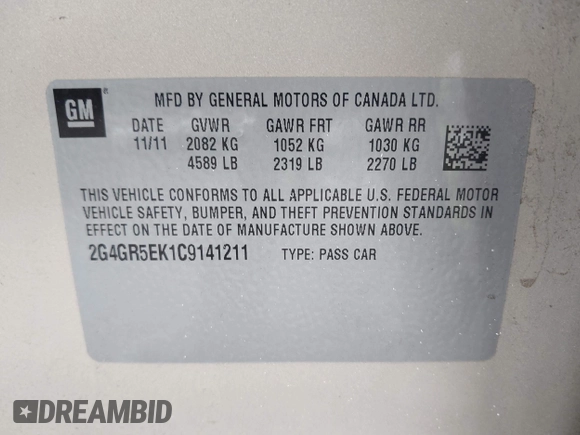 GM
MFD BY GENERAL MOTORS OF CANADA LTD.
DATE GVWR GAWR FRT GAWR RR
11/11 2082 KG 1052 KG 1030 KG
4589 LB 2319 LB 2270 LB
THIS VEHICLE CONFORMS TO ALL APPLICABLE U.S. FEDERAL MOTOR
VEHICLE SAFETY, BUMPER, AND THEFT PREVENTION STANDARDS IN
EFFECT ON THE DATE OF MANUFACTURE SHOWN ABOVE.
2G4GR5EK1C9141211 TYPE: PASS CAR
#DREAMBID